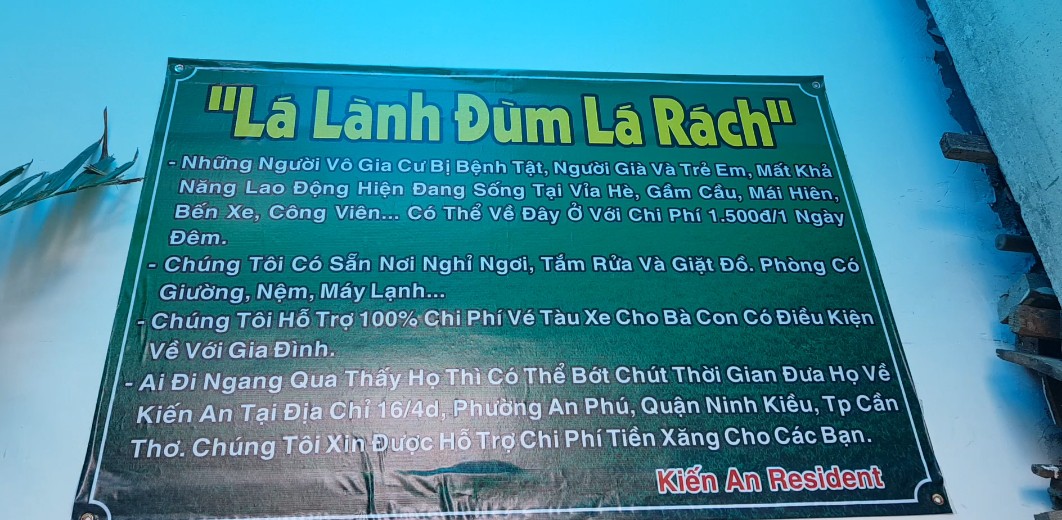 "Lá Lành Đùm Lá Rách"
- Những Người Vô Gia Cư Bị Bệnh Tật, Người Già Và Trẻ Em, Mất Khả
Năng Lao Động Hiện Đang Sống Tại Vỉa Hè, Gầm Cầu, Mái Hiên,
Bến Xe, Công Viên... Có Thể Về Đây Ở Với Chi Phí 1.500đ/1 Ngày
Đêm.
- Chúng Tôi Có Sẵn Nơi Nghỉ Ngơi, Tắm Rửa Và Giặt Đồ. Phòng Có
Giường, Nệm, Máy Lạnh...
- Chúng Tôi Hỗ Trợ 100% Chi Phí Vé Tàu Xe Cho Bà Con Có Điều Kiện
Về Với Gia Đình.
- Ai Đi Ngang Qua Thấy Họ Thì Có Thể Bớt Chút Thời Gian Đưa Họ Về
Kiến An Tại Địa Chỉ 16/4d, Phường An Phú, Quận Ninh Kiều, Tp Cần
Thơ. Chúng Tôi Xin Được Hỗ Trợ Chi Phí Tiền Xăng Cho Các Bạn.
Kiến An Resident